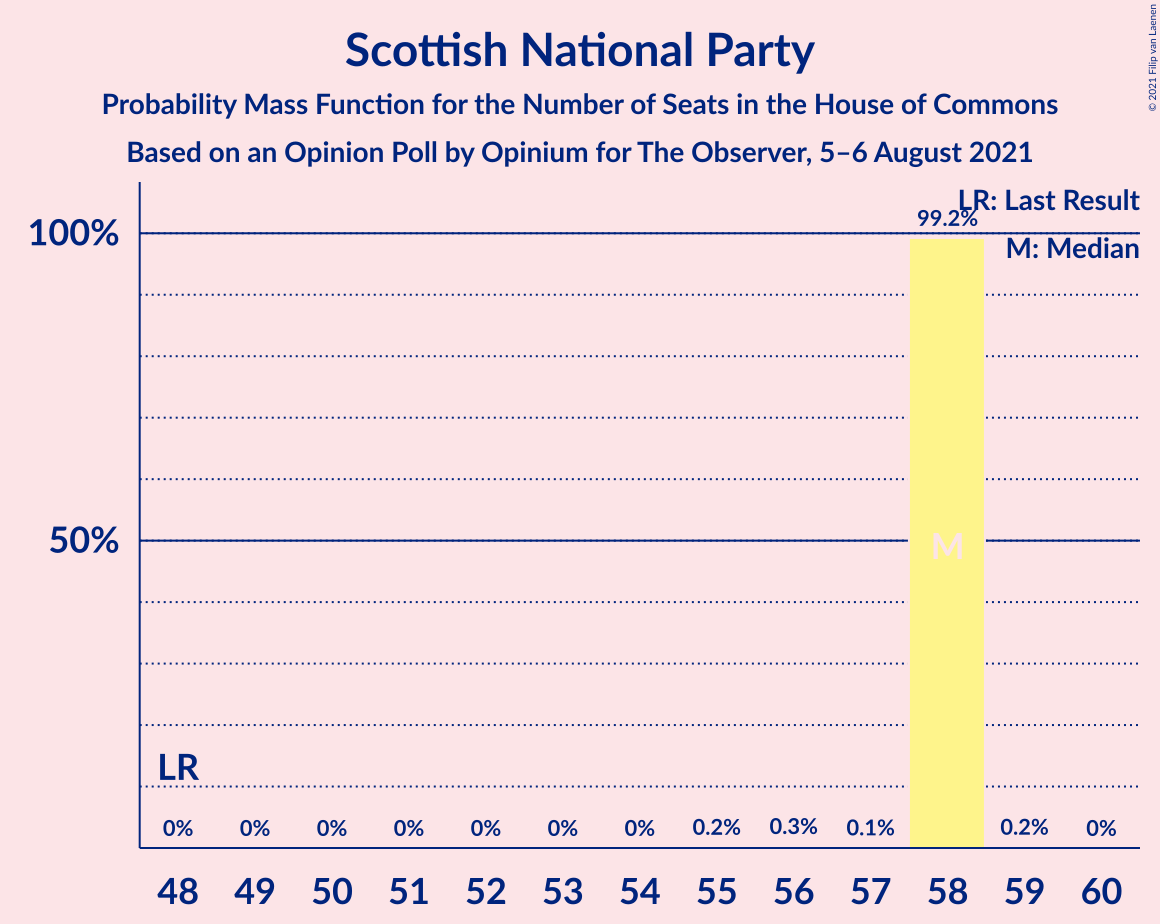 Scottish National Party
Probability Mass Function for the Number of Seats in the House of Commons
Based on an Opinion Poll by Opinium for The Observer, 5–6 August 2021
© 2021 Filip van Laenen
LR: Last Result
M: Median
100%
50%
99.2%
M
LR
0% 0% 0% 0% 0% 0% 0% 0.2% 0.3% 0.1% 0.2% 0%
48 49 50 51 52 53 54 55 56 57 58 59 60